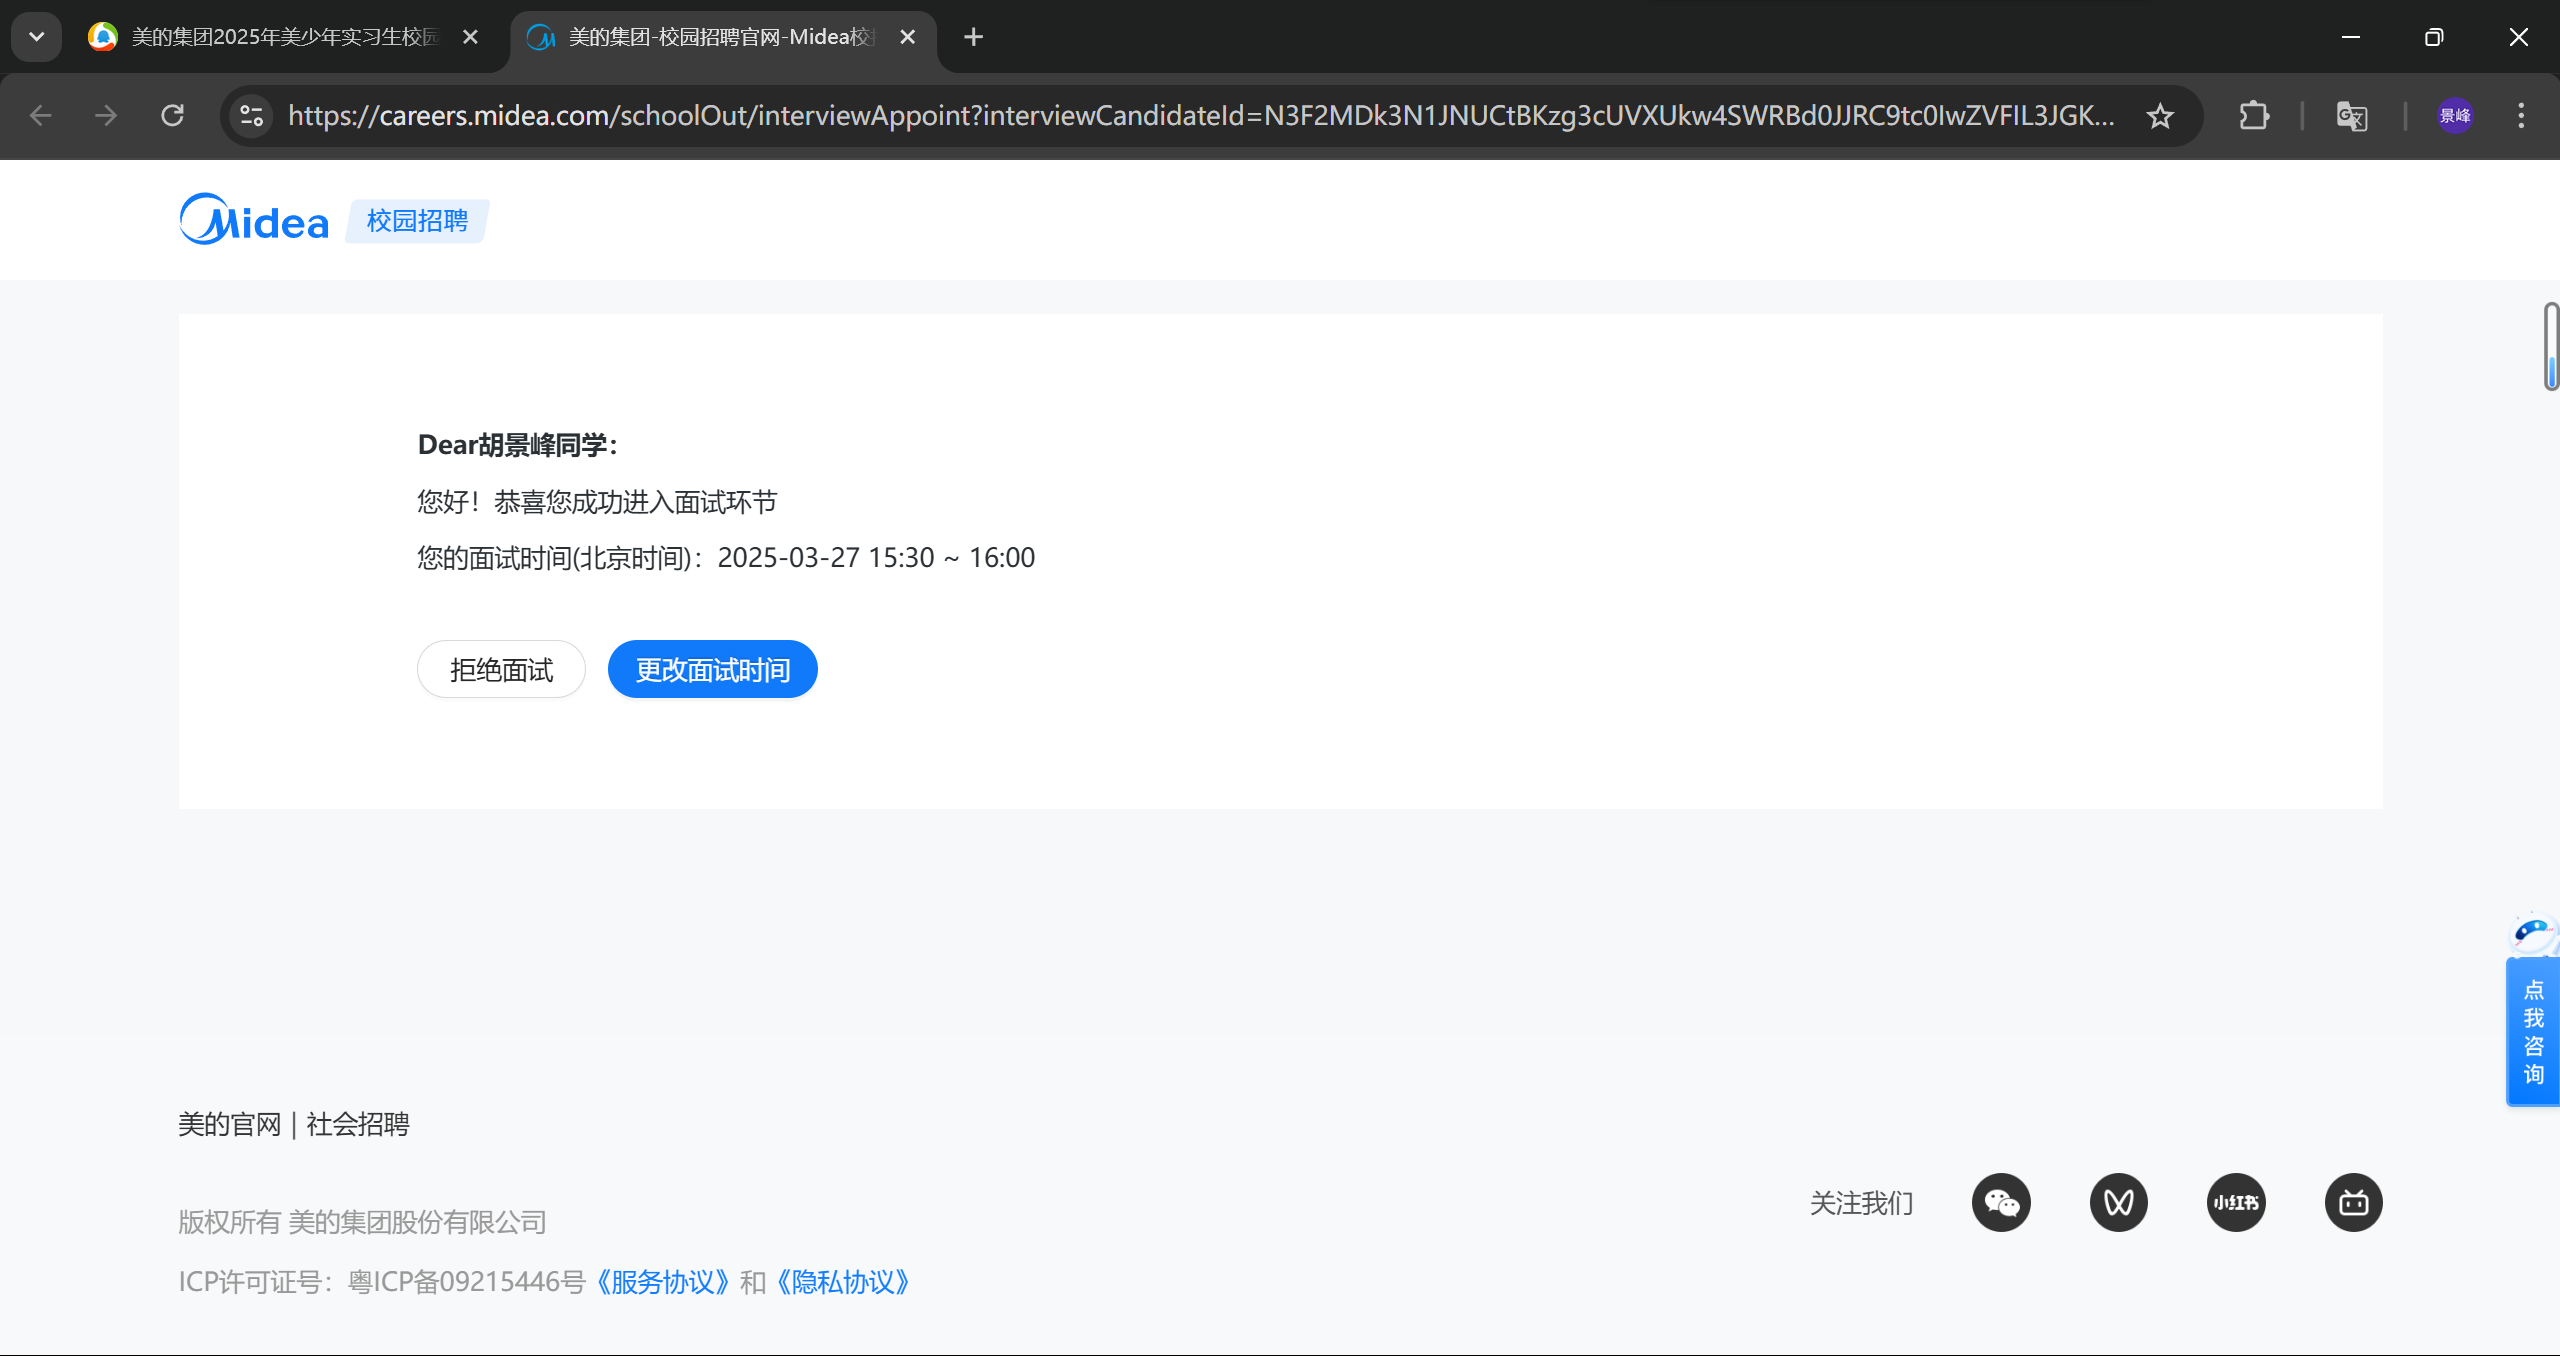 美的集团2025年美少年实习生校园
美的集团-校园招聘官网-Midea校招
https://careers.midea.com/schoolOut/interviewAppoint?interviewCandidateId=N3F2MDk3N1JNUCtBKzg3cUVXUkw4SWRBd0JJRC9tc0IwZVFIL3JGK...
景峰
Midea 校园招聘
Dear胡景峰同学：
您好！恭喜您成功进入面试环节
您的面试时间(北京时间)：2025-03-27 15:30 ~ 16:00
拒绝面试 更改面试时间
点我咨询
美的官网 | 社会招聘
关注我们 小红书
版权所有 美的集团股份有限公司
ICP许可证号：粤ICP备09215446号《服务协议》和《隐私协议》